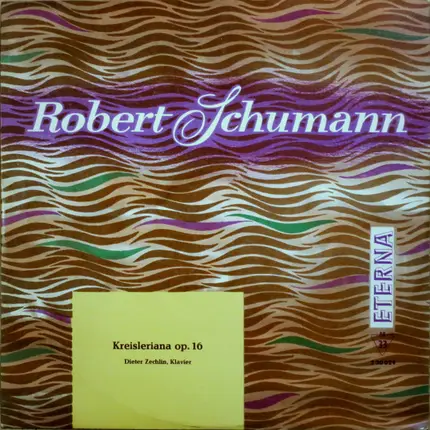 Robert Schumann
ETERNA
Kreisleriana op. 16
Dieter Zechlin, Klavier